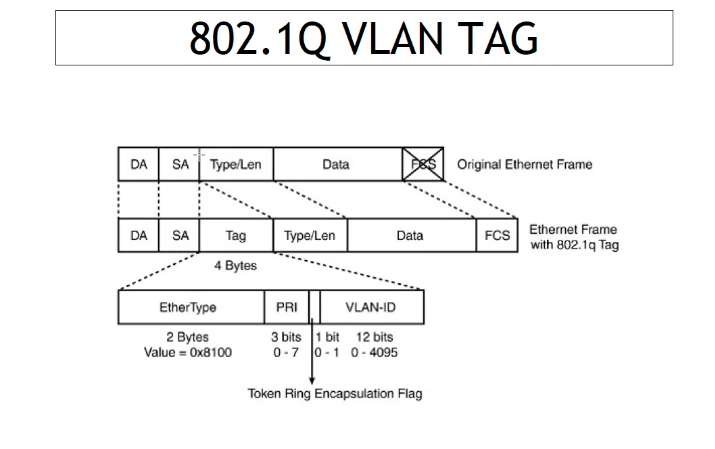 802.1Q VLAN TAG
DA SA Type/Len Data FCS Original Ethernet Frame
DA SA Tag Type/Len Data FCS Ethernet Frame
with 802.1q Tag
4 Bytes
EtherType PRI VLAN-ID
2 Bytes 3 bits 1 bit 12 bits
Value = 0x8100 0 - 7 0 - 1 0 - 4095
Token Ring Encapsulation Flag